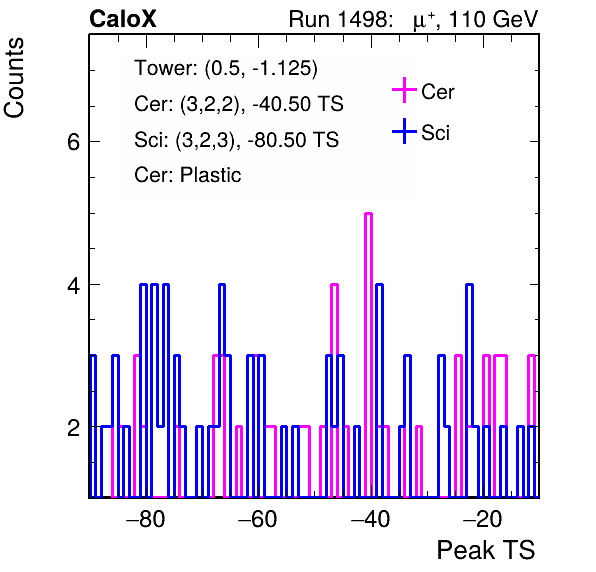 CaloX
Run 1498: μ⁺, 110 GeV
Counts
Tower: (0.5, -1.125)
Cer: (3,2,2), -40.50 TS
Sci: (3,2,3), -80.50 TS
Cer: Plastic
Cer
Sci
6
4
2
−80 −60 −40 −20
Peak TS